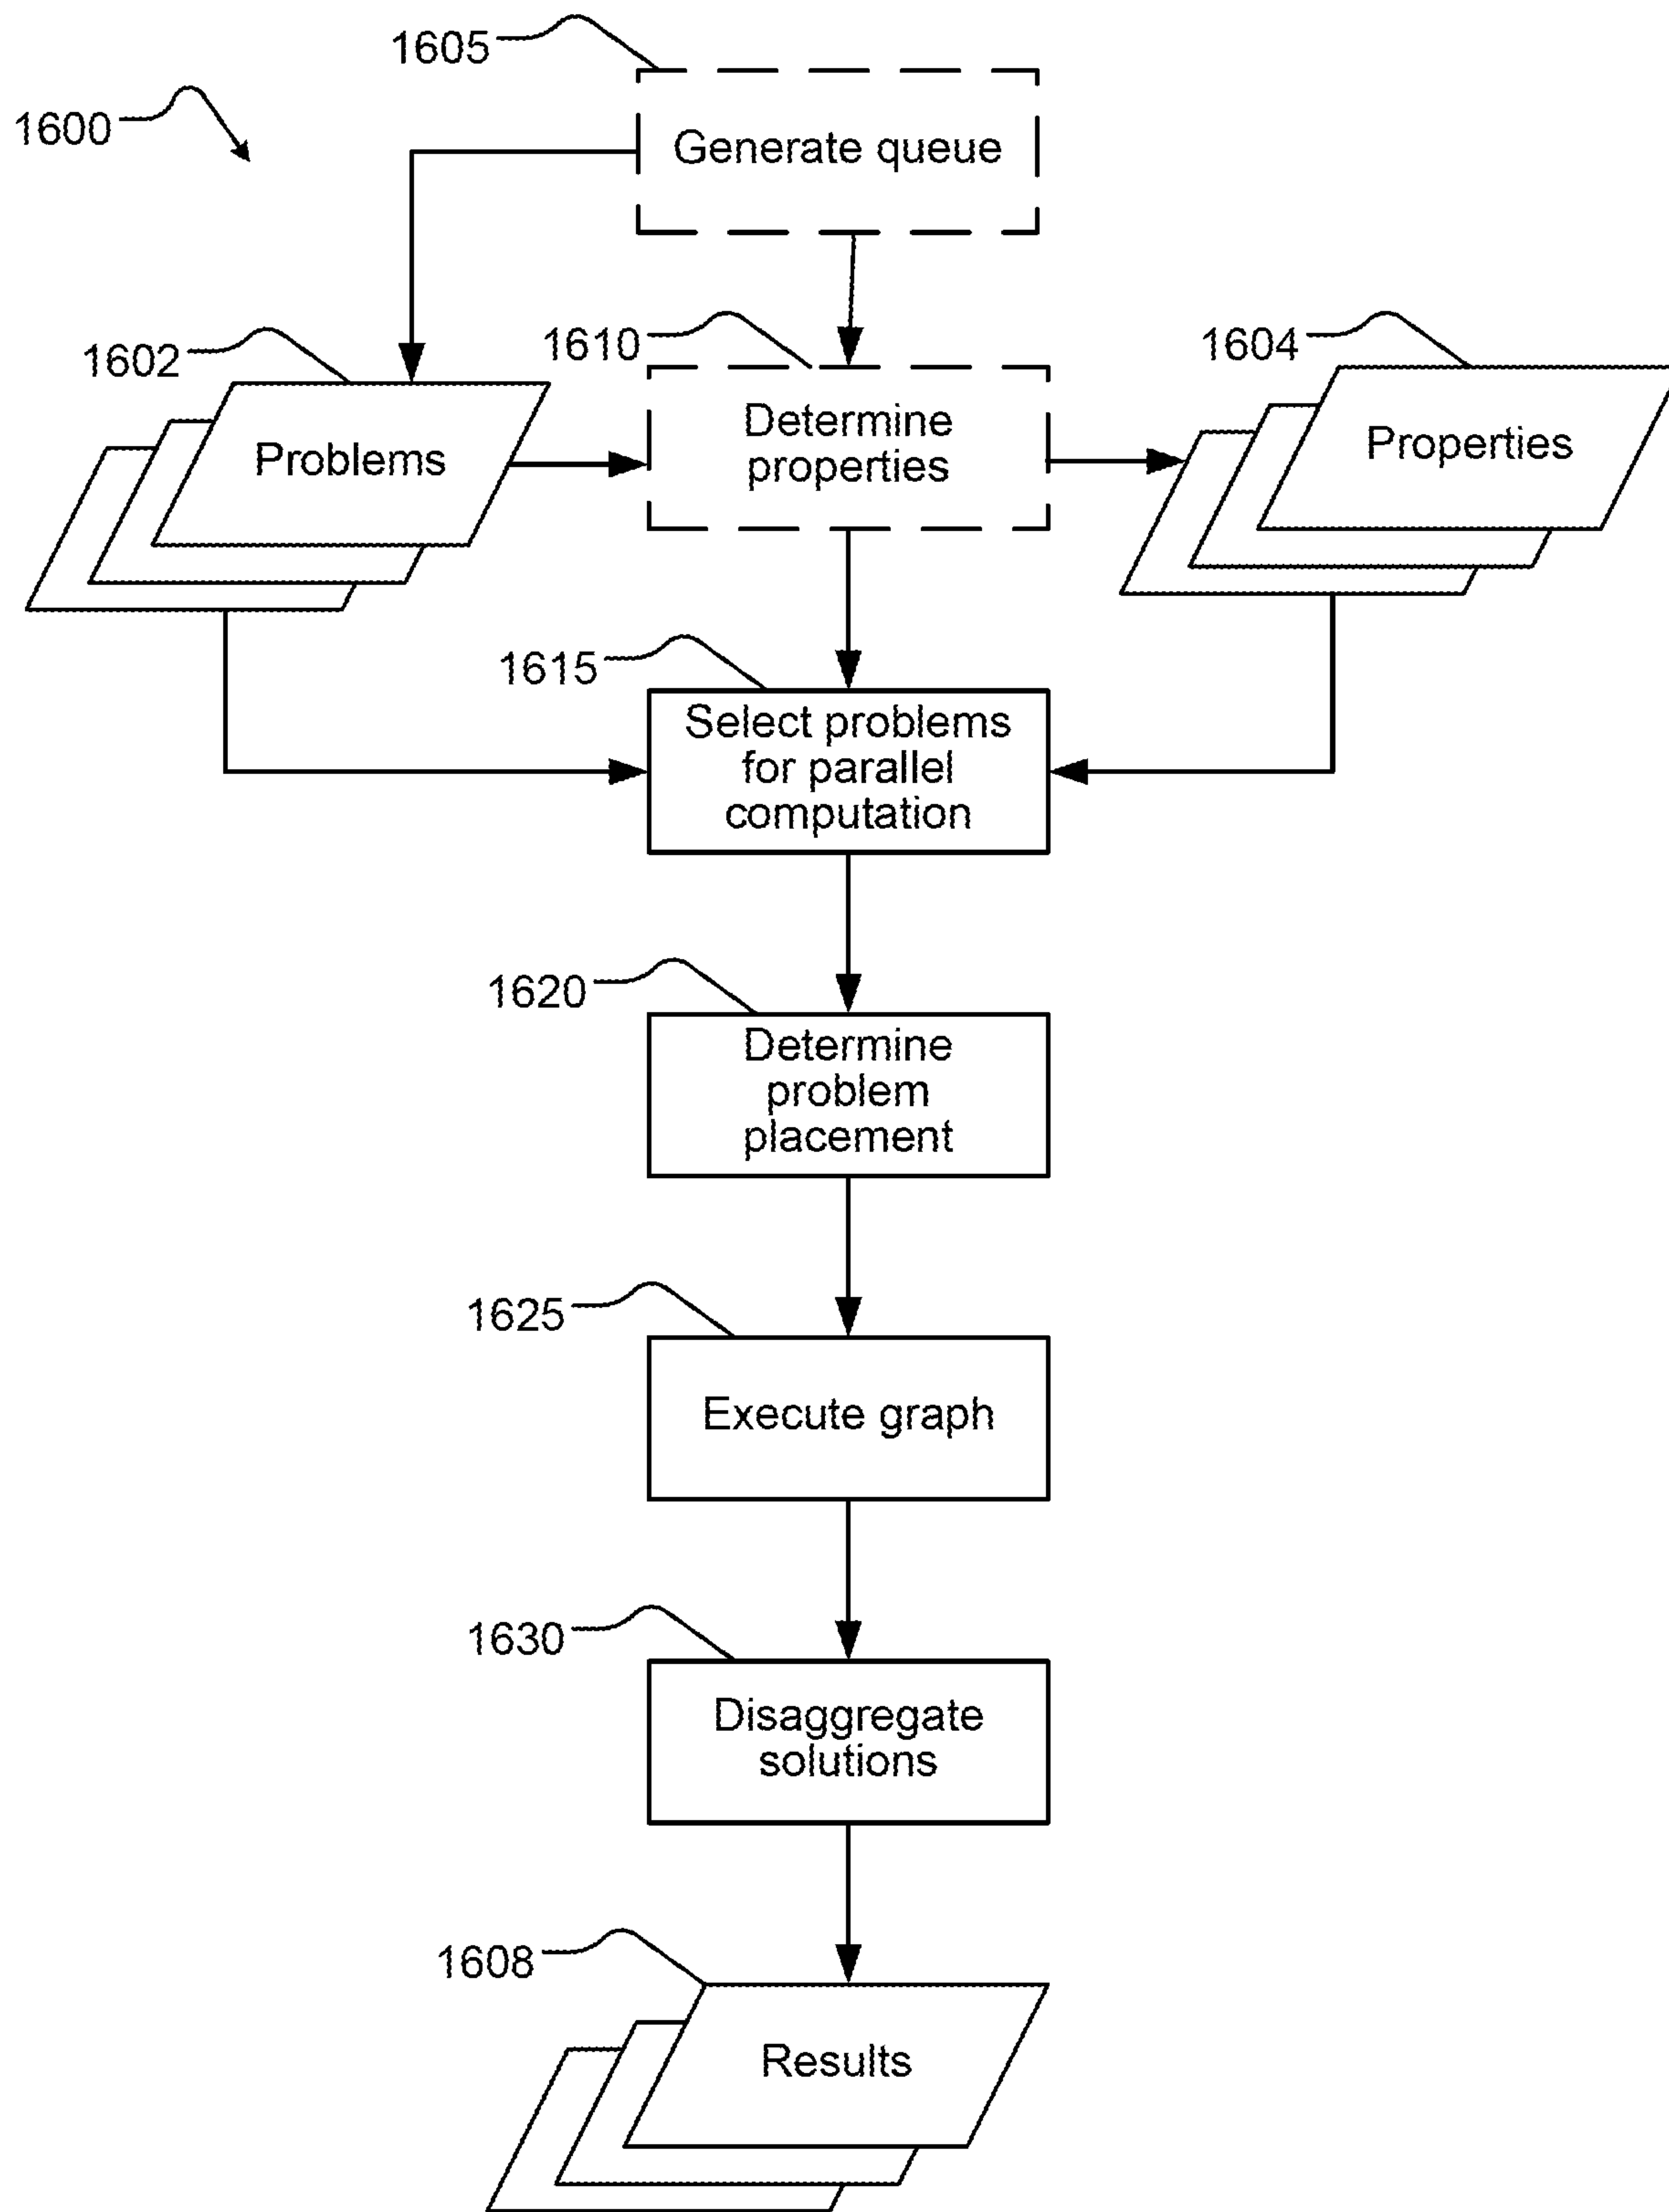 1605
Generate queue
1600
1602
Problems
1610
Determine
properties
1604
Properties
1615
Select problems
for parallel
computation
1620
Determine
problem
placement
1625
Execute graph
1630
Disaggregate
solutions
1608
Results